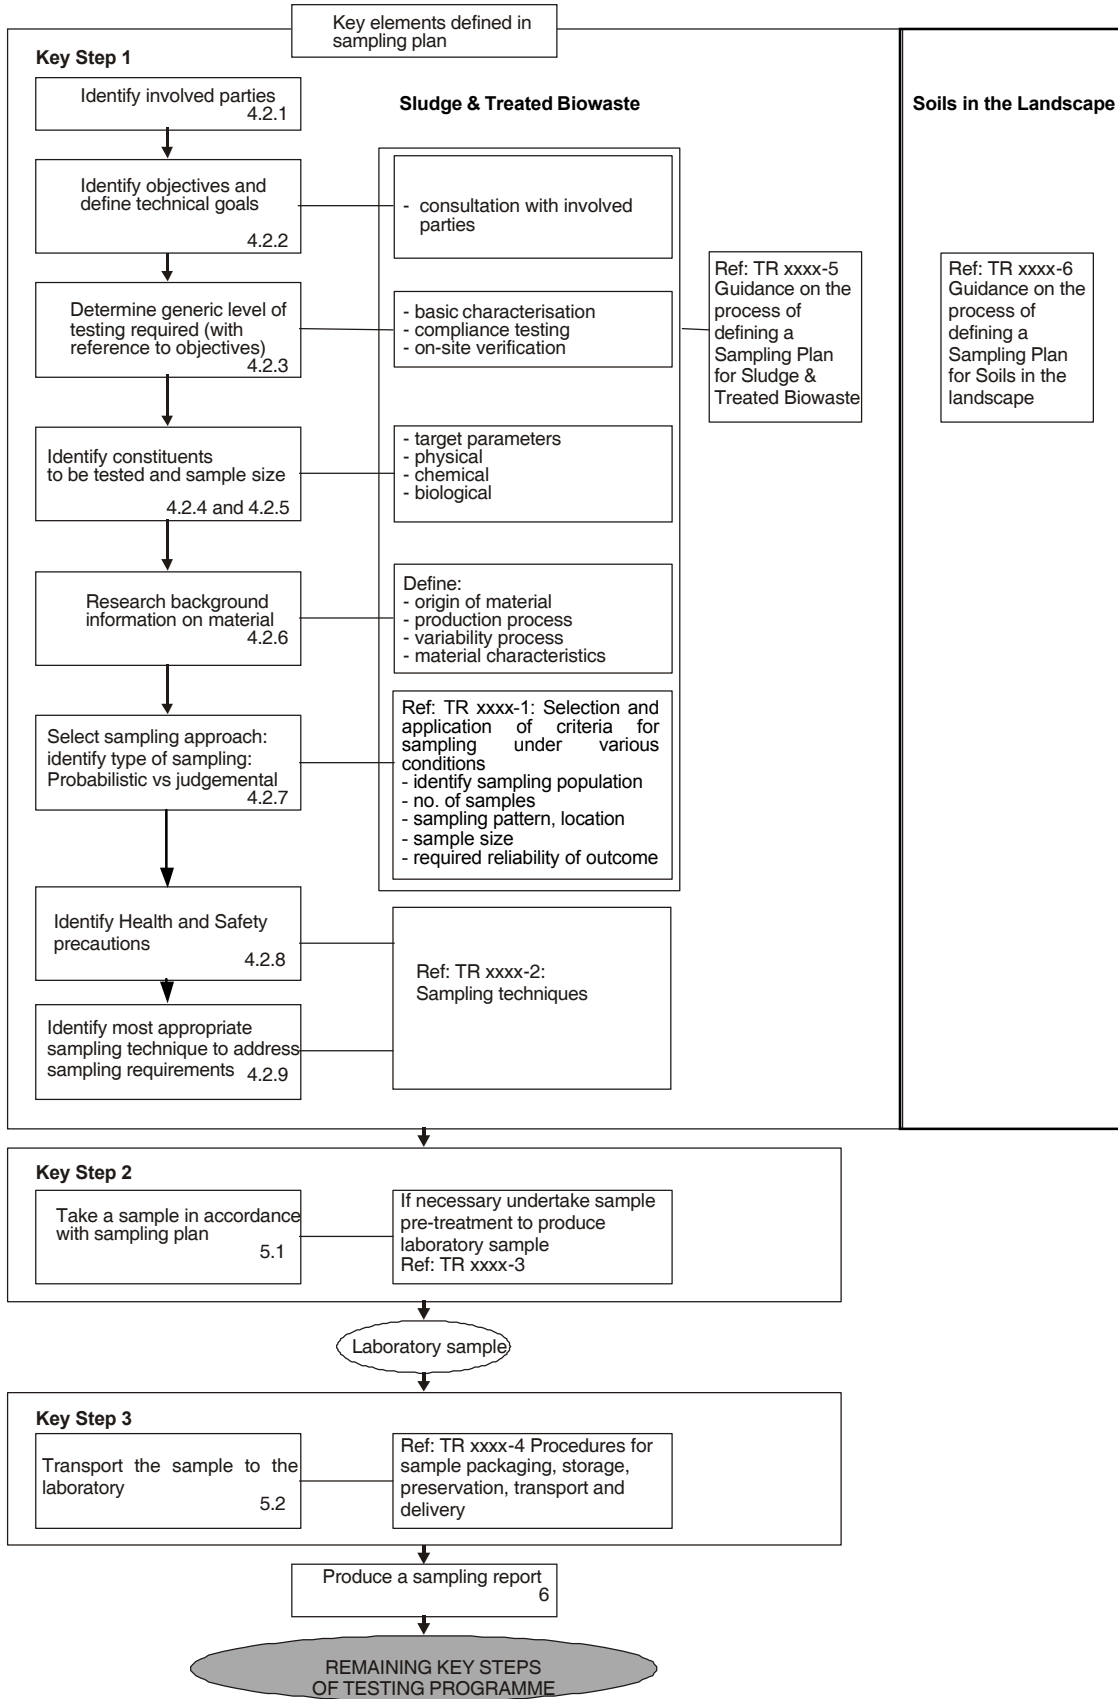 Key elements defined in
sampling plan
Key Step 1
Identify involved parties
4.2.1
Sludge & Treated Biowaste
Soils in the Landscape
Identify objectives and
define technical goals
4.2.2
- consultation with involved
parties
Determine generic level of
testing required (with
reference to objectives)
4.2.3
- basic characterisation
- compliance testing
- on-site verification
Ref: TR xxxx-5
Guidance on the
process of
defining a
Sampling Plan
for Sludge &
Treated Biowaste
Ref: TR xxxx-6
Guidance on the
process of
defining a
Sampling Plan
for Soils in the
landscape
Identify constituents
to be tested and sample size
4.2.4 and 4.2.5
- target parameters
- physical
- chemical
- biological
Research background
information on material
4.2.6
Define:
- origin of material
- production process
- variability process
- material characteristics
Select sampling approach:
identify type of sampling:
Probabilistic vs judgemental
4.2.7
Ref: TR xxxx-1: Selection and
application of criteria for
sampling under various
conditions
- identify sampling population
- no. of samples
- sampling pattern, location
- sample size
- required reliability of outcome
Identify Health and Safety
precautions
4.2.8
Ref: TR xxxx-2:
Sampling techniques
Identify most appropriate
sampling technique to address
sampling requirements 4.2.9
Key Step 2
Take a sample in accordance
with sampling plan
5.1
If necessary undertake sample
pre-treatment to produce
laboratory sample
Ref: TR xxxx-3
Laboratory sample
Key Step 3
Transport the sample to the
laboratory
5.2
Ref: TR xxxx-4 Procedures for
sample packaging, storage,
preservation, transport and
delivery
Produce a sampling report
6
REMAINING KEY STEPS
OF TESTING PROGRAMME